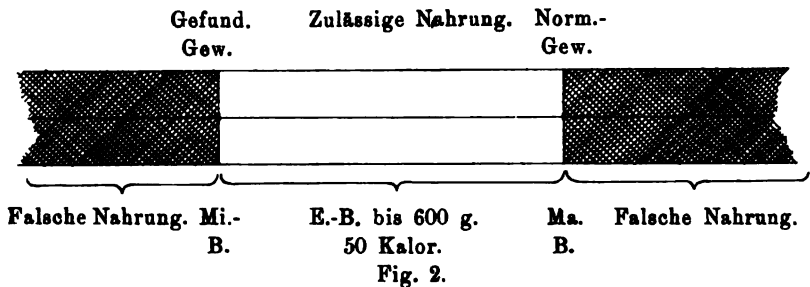 Gefund. Zulässige Nahrung. Norm.-
Gew. Gew.
Falsche Nahrung. Mi.- E.-B. bis 600 g. Ma. Falsche Nahrung.
B. 50 Kalor. B.
Fig. 2.